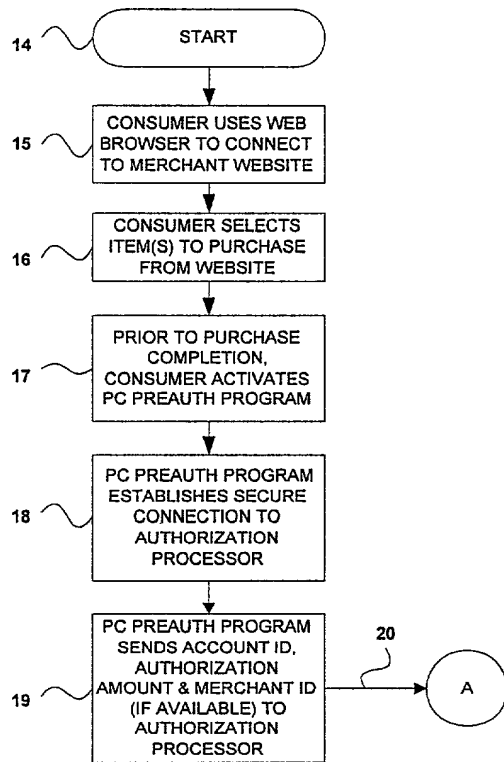 14
START
15
CONSUMER USES WEB
BROWSER TO CONNECT
TO MERCHANT WEBSITE
16
CONSUMER SELECTS
ITEM(S) TO PURCHASE
FROM WEBSITE
17
PRIOR TO PURCHASE
COMPLETION,
CONSUMER ACTIVATES
PC PREAUTH PROGRAM
18
PC PREAUTH PROGRAM
ESTABLISHES SECURE
CONNECTION TO
AUTHORIZATION
PROCESSOR
19
PC PREAUTH PROGRAM
SENDS ACCOUNT ID,
AUTHORIZATION
AMOUNT & MERCHANT ID
(IF AVAILABLE) TO
AUTHORIZATION
PROCESSOR
20
A